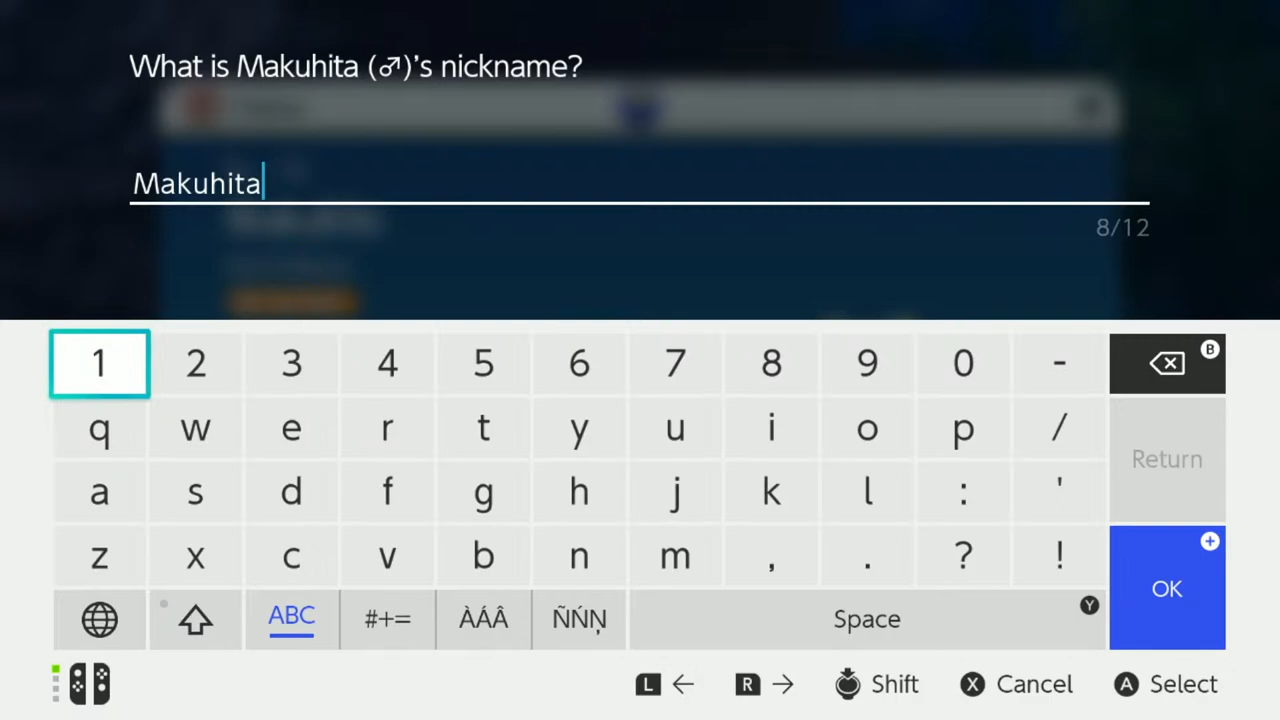 What is Makuhita (♂)'s nickname?
Makuhita
8/12
1 2 3 4 5 6 7 8 9 0 - B
q w e r t y u i o p /
Return
a s d f g h j k l : '
z x c v b n m , . ? ! +
OK
ABC #+= ÀÁÂ ÑŃŅ Space Y
L ← R → Shift X Cancel A Select